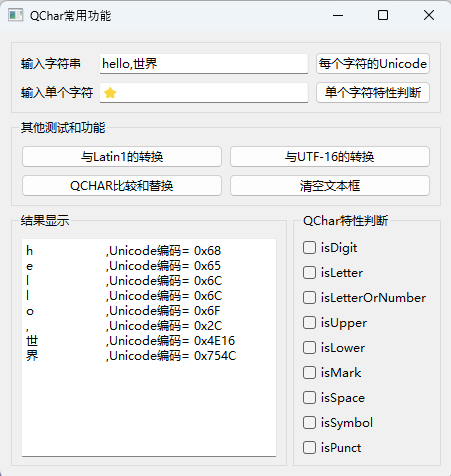 QChar常用功能
输入字符串 hello,世界 每个字符的Unicode
输入单个字符 ⭐ 单个字符特性判断
其他测试和功能
与Latin1的转换 与UTF-16的转换
QCHAR比较和替换 清空文本框
结果显示
h ,Unicode编码= 0x68
e ,Unicode编码= 0x65
l ,Unicode编码= 0x6C
l ,Unicode编码= 0x6C
o ,Unicode编码= 0x6F
, ,Unicode编码= 0x2C
世 ,Unicode编码= 0x4E16
界 ,Unicode编码= 0x754C
QChar特性判断
isDigit
isLetter
isLetterOrNumber
isUpper
isLower
isMark
isSpace
isSymbol
isPunct